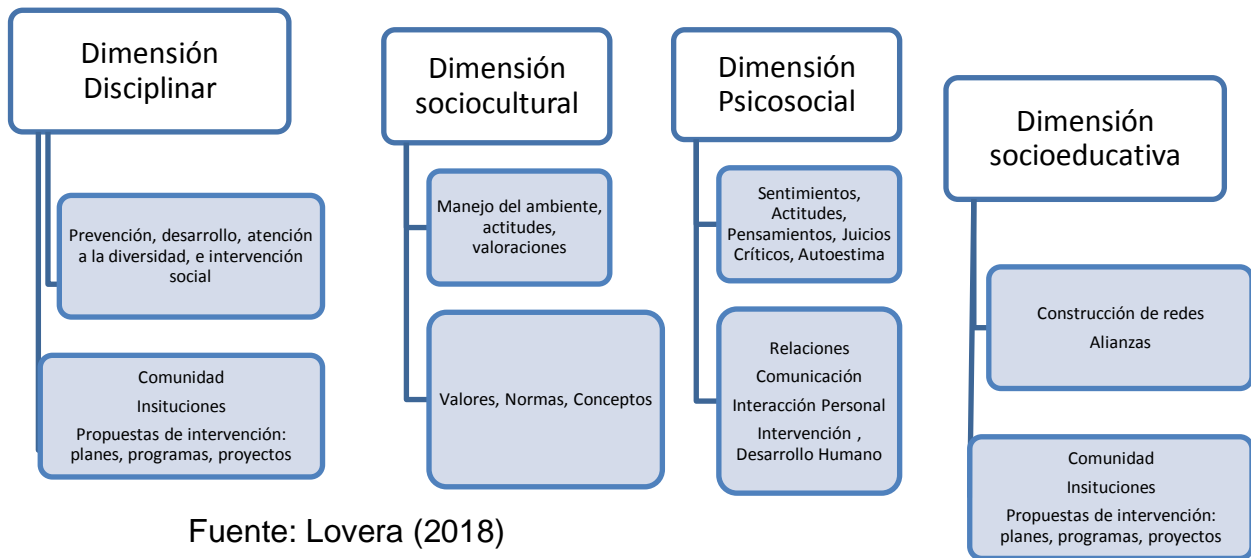 Dimensión
Disciplinar
Prevención, desarrollo, atención
a la diversidad, e intervención
social
Comunidad
Insituciones
Propuestas de intervención:
planes, programas, proyectos
Dimensión
sociocultural
Manejo del ambiente,
actitudes,
valoraciones
Valores, Normas, Conceptos
Dimensión
Psicosocial
Sentimientos,
Actitudes,
Pensamientos, Juicios
Críticos, Autoestima
Relaciones
Comunicación
Interacción Personal
Intervención ,
Desarrollo Humano
Dimensión
socioeducativa
Construcción de redes
Alianzas
Comunidad
Insituciones
Propuestas de intervención:
planes, programas, proyectos
Fuente: Lovera (2018)